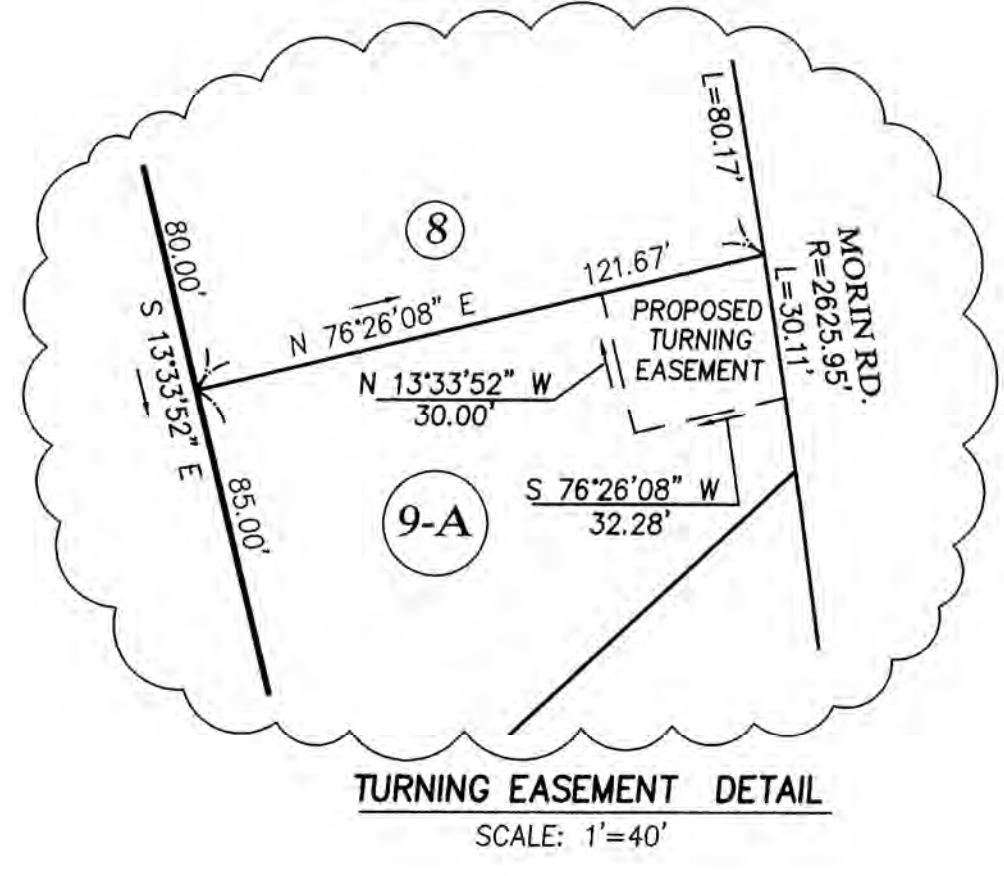 L=80.17'
8
80.00'
121.67'
N 76°26'08" E
MORIN RD.
R=2625.95'
L=30.11'
PROPOSED
TURNING
EASEMENT
S 13°33'52" E
N 13°33'52" W
30.00'
85.00'
9-A
S 76°26'08" W
32.28'
TURNING EASEMENT DETAIL
SCALE: 1'=40'